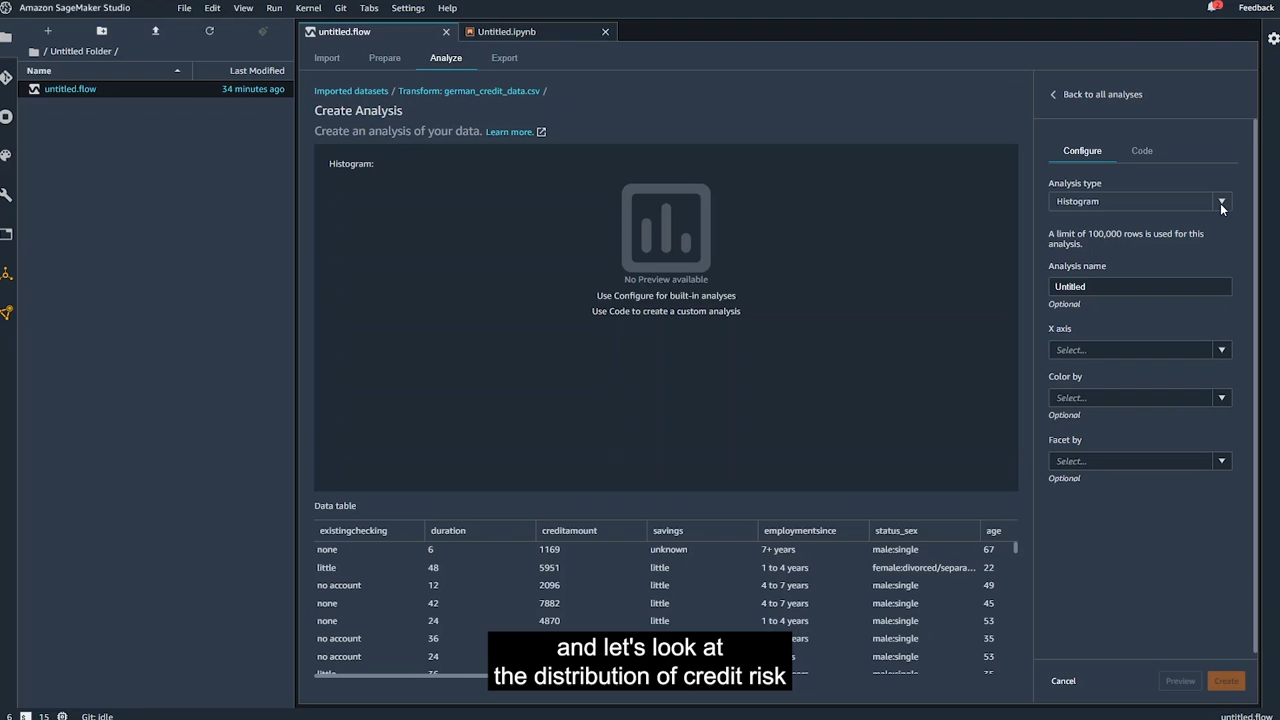 Amazon SageMaker Studio File Edit View Run Kernel Git Tabs Settings Help Feedback
untitled.flow Untitled.ipynb
/ Untitled Folder /
Name Last Modified
untitled.flow 34 minutes ago
Import Prepare Analyze Export
Imported datasets / Transform: german_credit_data.csv /
Create Analysis
Create an analysis of your data. Learn more.
Histogram:
No Preview available
Use Configure for built-in analyses
Use Code to create a custom analysis
Back to all analyses
Configure Code
Analysis type
Histogram
A limit of 100,000 rows is used for this
analysis.
Analysis name
Untitled
Optional
X axis
Select...
Color by
Select...
Optional
Facet by
Select...
Optional
Data table
existingchecking duration creditamount savings employmentsince status_sex age
none 6 1169 unknown 7+ years male:single 67
little 48 5951 little 1 to 4 years female:divorced/separa... 22
no account 12 2096 little 4 to 7 years male:single 49
none 42 7882 little 4 to 7 years male:single 45
none 24 4870 little 1 to 4 years male:single 53
no account 36 male:single 35
no account 24 male:single 53
and let's look at
the distribution of credit risk
Cancel Preview Create
6 15 Git: idle untitled.flow